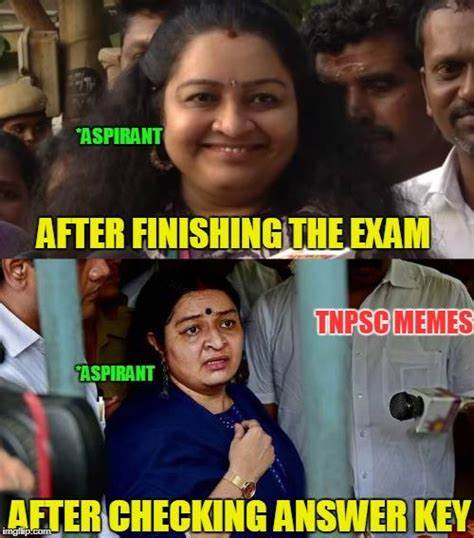 *ASPIRANT
AFTER FINISHING THE EXAM
TNPSC MEMES
*ASPIRANT
AFTER CHECKING ANSWER KEY
imgflip.com